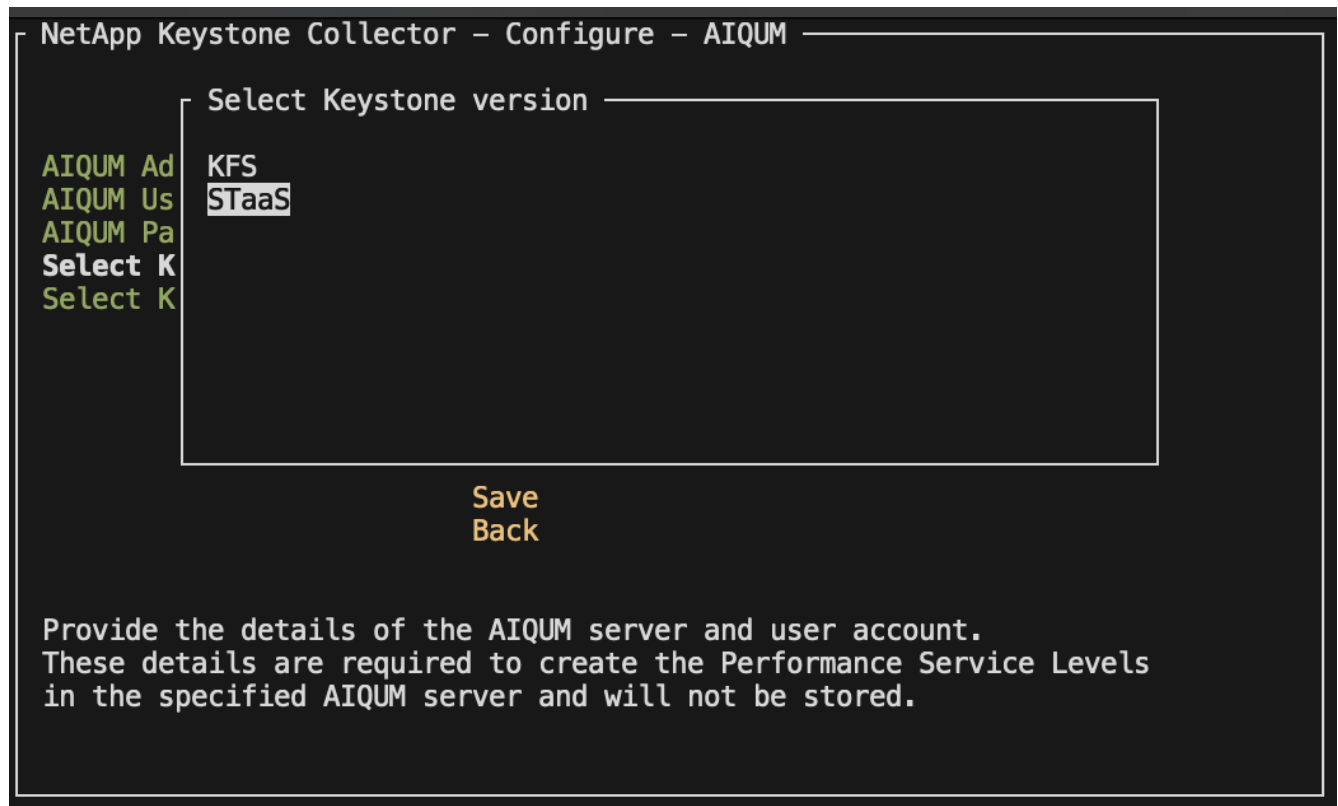 NetApp Keystone Collector – Configure – AIQUM
Select Keystone version
AIQUM Ad
KFS
AIQUM Us
STaaS
AIQUM Pa
Select K
Select K
Save
Back
Provide the details of the AIQUM server and user account.
These details are required to create the Performance Service Levels
in the specified AIQUM server and will not be stored.